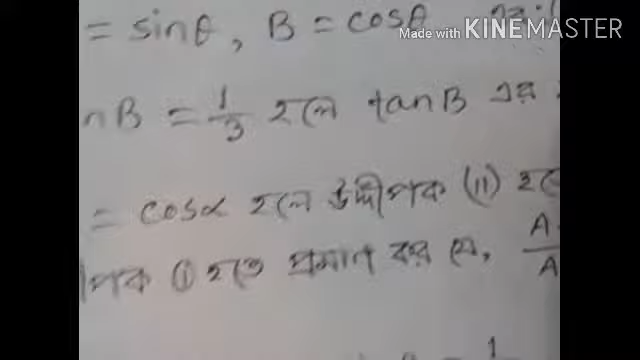 = sinθ, B = cosθ
Made with KINEMASTER
nB = 1/3 হলে tanB এর
= cosα হলে উদ্দীপক (ii) হতে
পক (i) হতে প্রমাণ কর যে, A/A
1